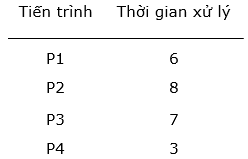 Tiến trình Thời gian xử lý
P1 6
P2 8
P3 7
P4 3